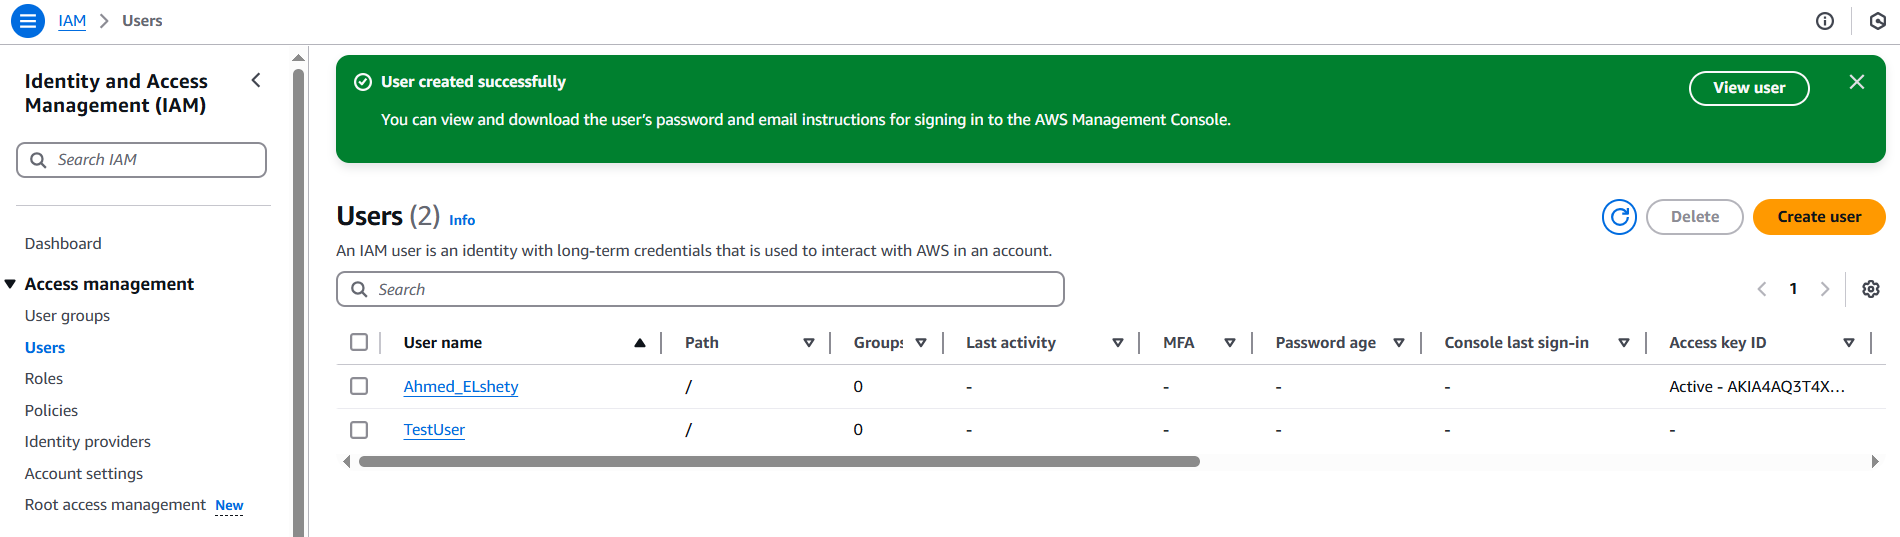 IAM > Users
Identity and Access
Management (IAM)
Search IAM
Dashboard
Access management
User groups
Users
Roles
Policies
Identity providers
Account settings
Root access management New
User created successfully
View user
You can view and download the user's password and email instructions for signing in to the AWS Management Console.
Users (2) Info
Delete
Create user
An IAM user is an identity with long-term credentials that is used to interact with AWS in an account.
Search
1
User name Path Groups Last activity MFA Password age Console last sign-in Access key ID
Ahmed_ELshety / 0 - - - - Active - AKIA4AQ3T4X...
TestUser / 0 - - - - -